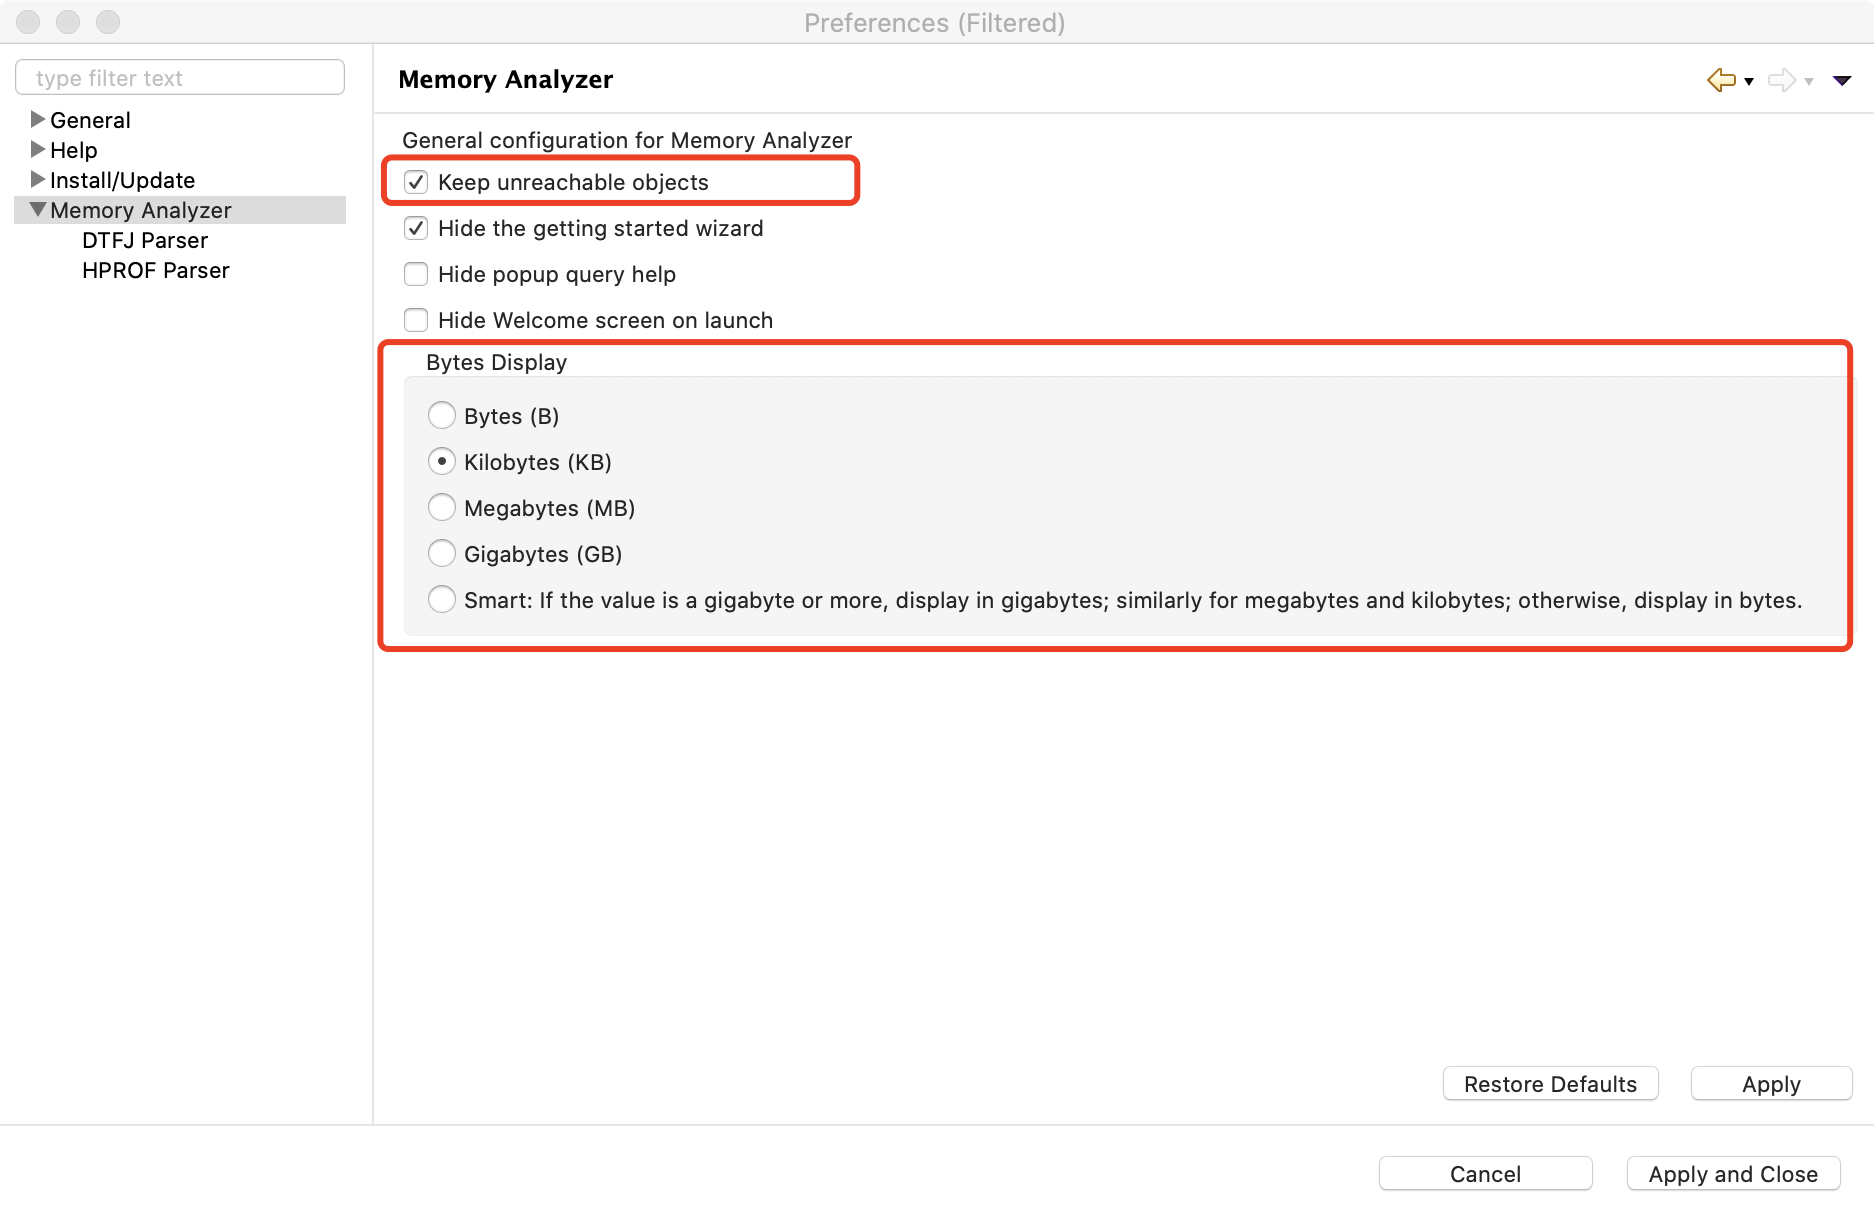 Preferences (Filtered)
type filter text
General
Help
Install/Update
Memory Analyzer
DTFJ Parser
HPROF Parser
Memory Analyzer
General configuration for Memory Analyzer
Keep unreachable objects
Hide the getting started wizard
Hide popup query help
Hide Welcome screen on launch
Bytes Display
Bytes (B)
Kilobytes (KB)
Megabytes (MB)
Gigabytes (GB)
Smart: If the value is a gigabyte or more, display in gigabytes; similarly for megabytes and kilobytes; otherwise, display in bytes.
Restore Defaults
Apply
Cancel
Apply and Close